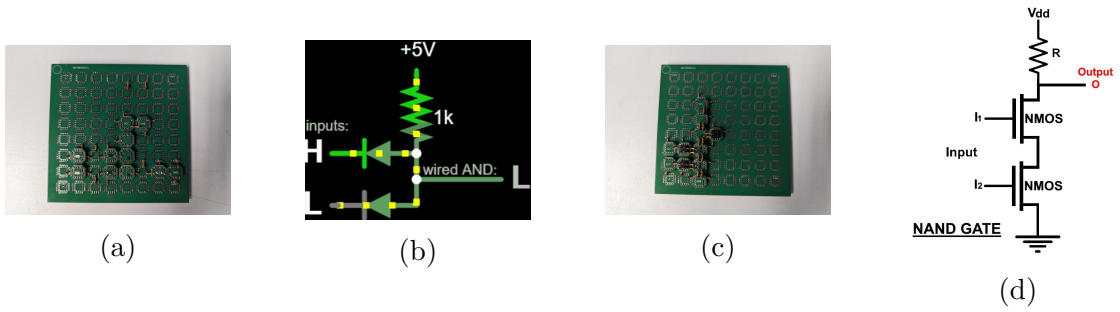 +5V
1k
inputs:
H
wired AND:
L
L
Vdd
R
Output
O
I1
NMOS
Input
I2
NMOS
NAND GATE
(a)
(b)
(c)
(d)